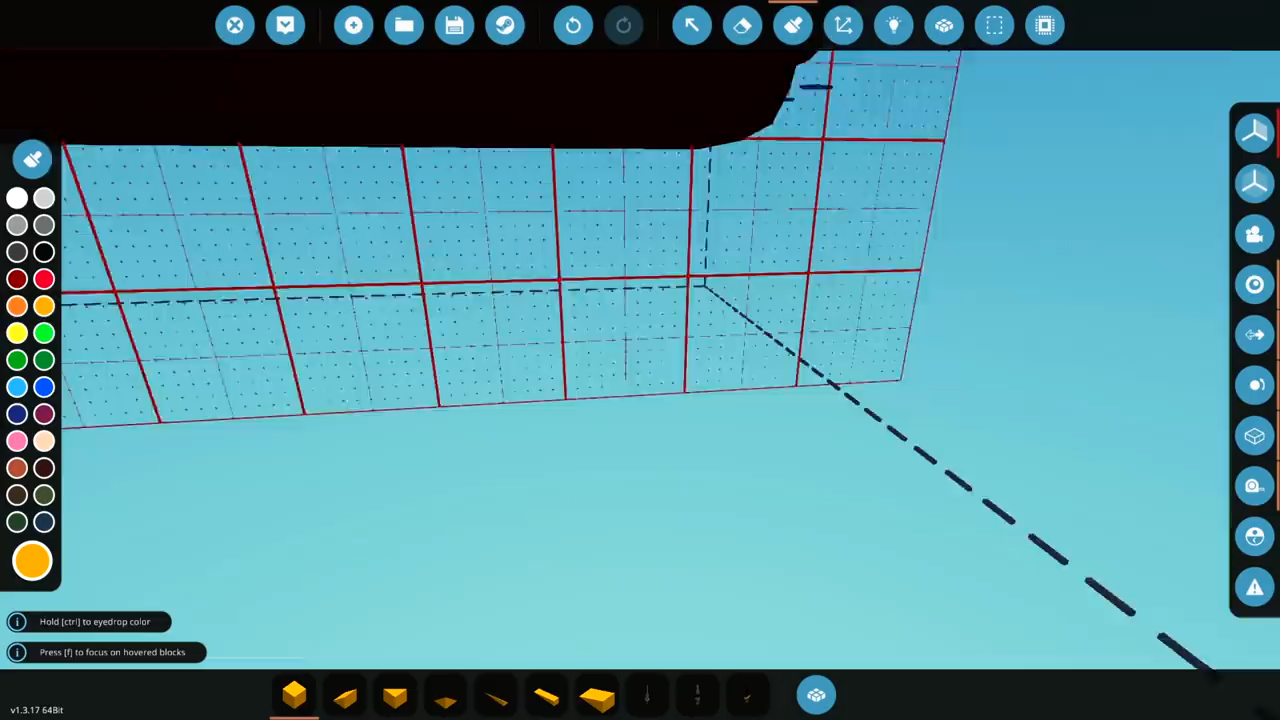 Hold [ctrl] to eyedrop color
Press [f] to focus on hovered blocks
v1.3.17 64Bit